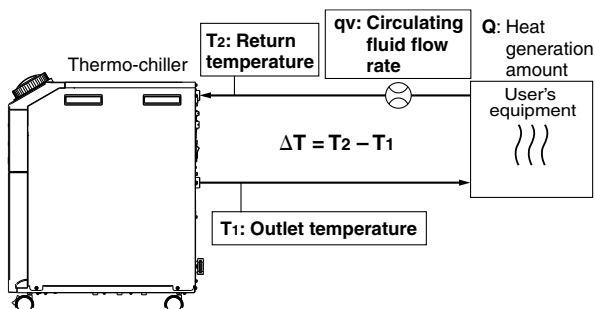 Thermo-chiller
T2: Return
temperature
qv: Circulating
fluid flow
rate
Q: Heat
generation
amount
User's
equipment
ΔT = T2 – T1
T1: Outlet temperature